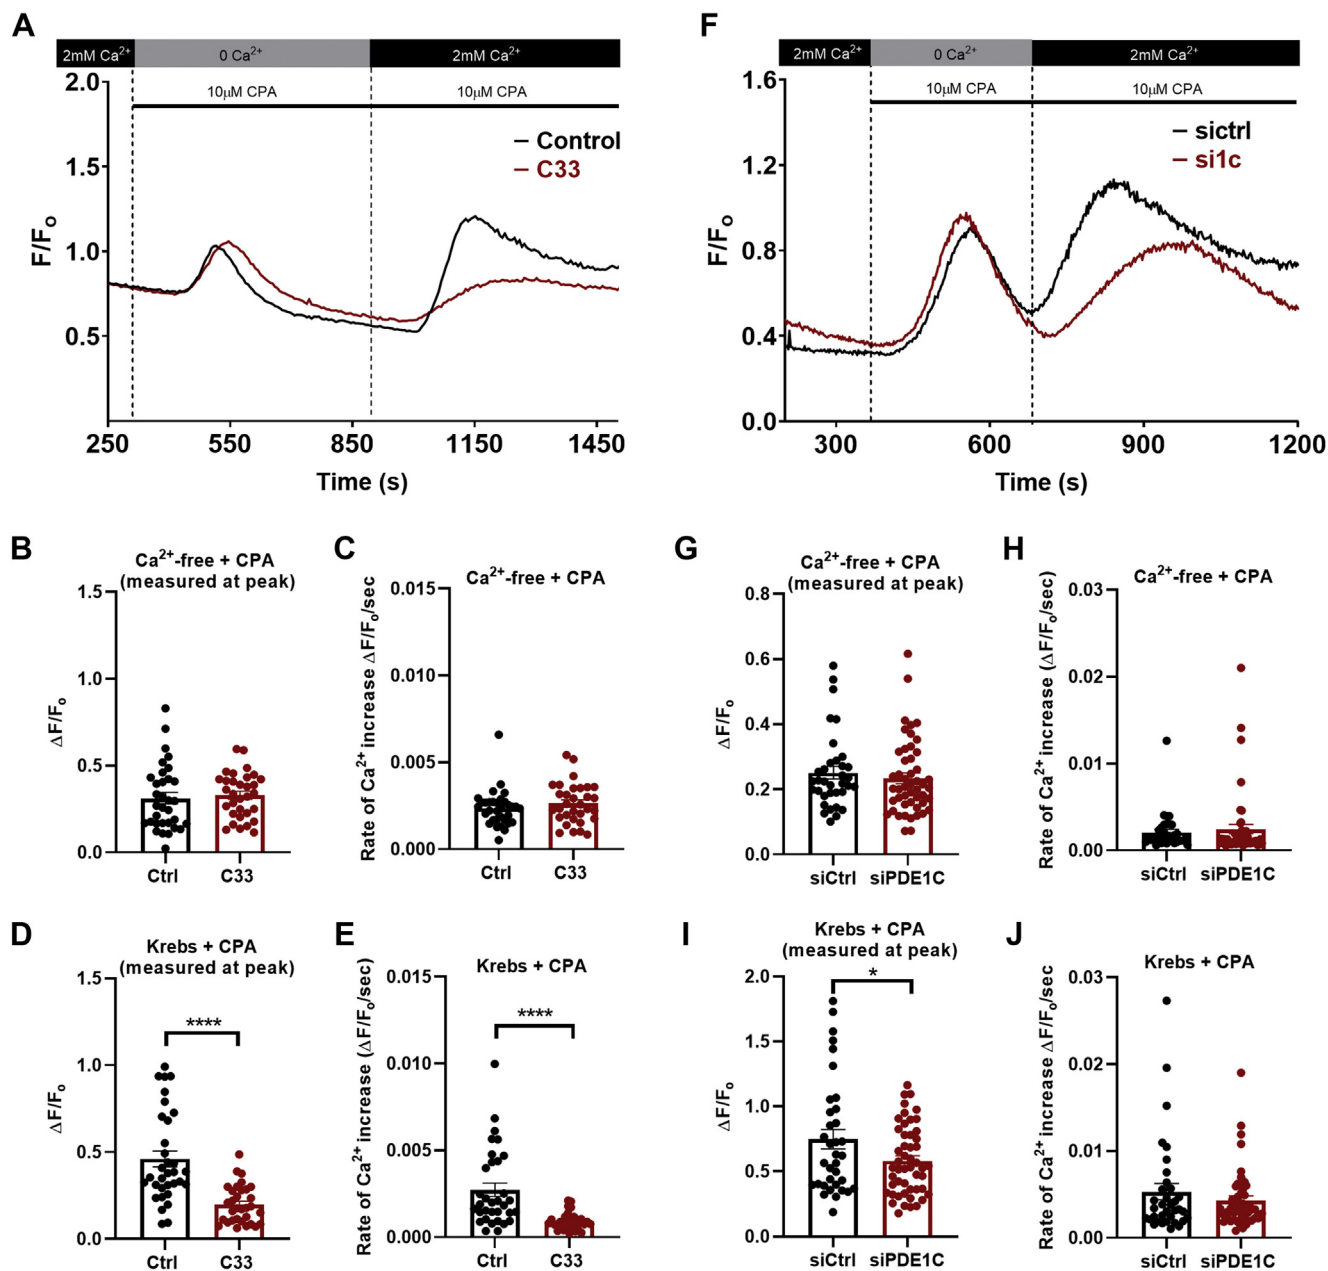 A
2mM Ca²⁺ 0 Ca²⁺ 2mM Ca²⁺
10μM CPA 10μM CPA
Control
C33
2.0
1.5
1.0
0.5
F/Fo
250 550 850 1150 1450
Time (s)
F
2mM Ca²⁺ 0 Ca²⁺ 2mM Ca²⁺
10μM CPA 10μM CPA
sictrl
si1c
1.6
1.2
0.8
0.4
0.0
F/Fo
300 600 900 1200
Time (s)
B
Ca²⁺-free + CPA
(measured at peak)
1.5
1.0
0.5
0.0
ΔF/Fo
Ctrl C33
C
Ca²⁺-free + CPA
0.015
0.010
0.005
0.000
Rate of Ca²⁺ increase ΔF/Fo/sec)
Ctrl C33
G
Ca²⁺-free + CPA
(measured at peak)
0.8
0.6
0.4
0.2
0.0
ΔF/Fo
siCtrl siPDE1C
H
Ca²⁺-free + CPA
0.03
0.02
0.01
0.00
Rate of Ca²⁺ increase (ΔF/Fo/sec)
siCtrl siPDE1C
D
Krebs + CPA
(measured at peak)
****
1.5
1.0
0.5
0.0
ΔF/Fo
Ctrl C33
E
Krebs + CPA
****
0.015
0.010
0.005
0.000
Rate of Ca²⁺ increase (ΔF/Fo/sec)
Ctrl C33
I
Krebs + CPA
(measured at peak)
*
2.0
1.5
1.0
0.5
0.0
ΔF/Fo
siCtrl siPDE1C
J
Krebs + CPA
0.03
0.02
0.01
0.00
Rate of Ca²⁺ increase ΔF/Fo/sec)
siCtrl siPDE1C